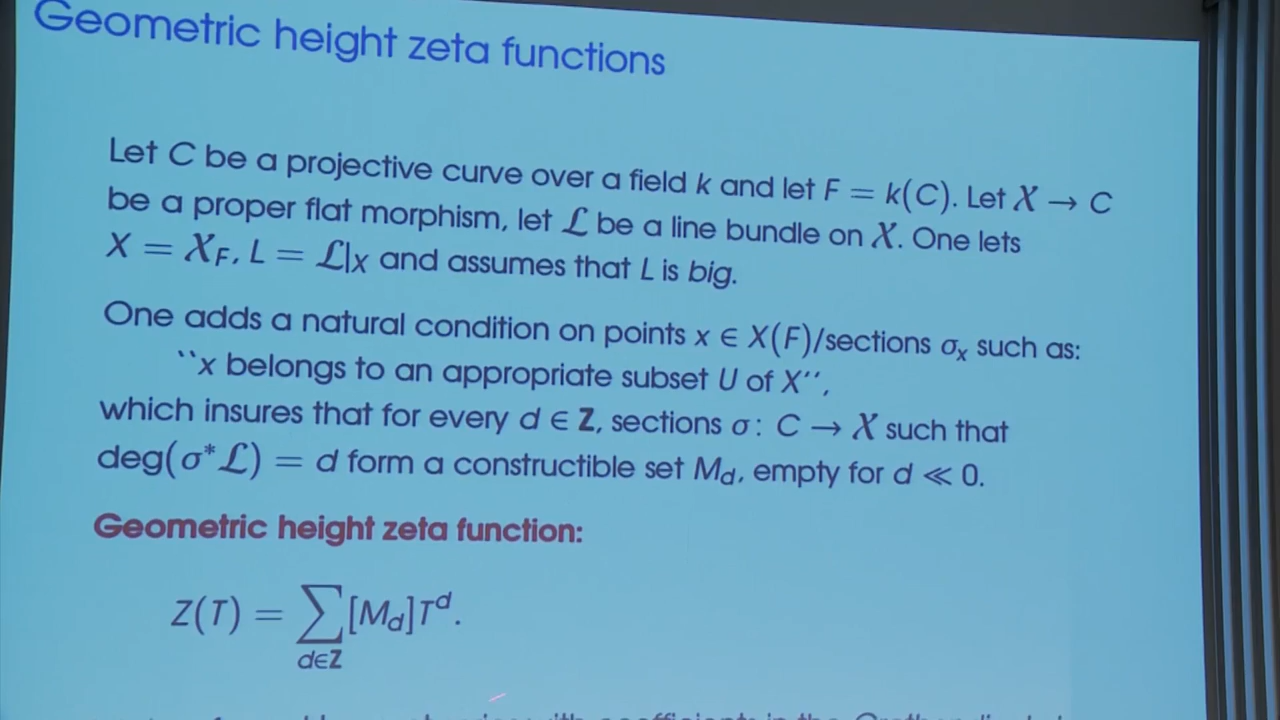 Geometric height zeta functions
Let C be a projective curve over a field k and let F = k(C). Let 𝒳 → C
be a proper flat morphism, let ℒ be a line bundle on 𝒳. One lets
X = 𝒳_F, L = ℒ|_X and assumes that L is big.
One adds a natural condition on points x ∈ X(F)/sections σ_x such as:
‘‘x belongs to an appropriate subset U of X’’,
which insures that for every d ∈ Z, sections σ: C → 𝒳 such that
deg(σ*ℒ) = d form a constructible set M_d, empty for d ≪ 0.
Geometric height zeta function:
Z(T) = ∑ [M_d]T^d.
d∈Z